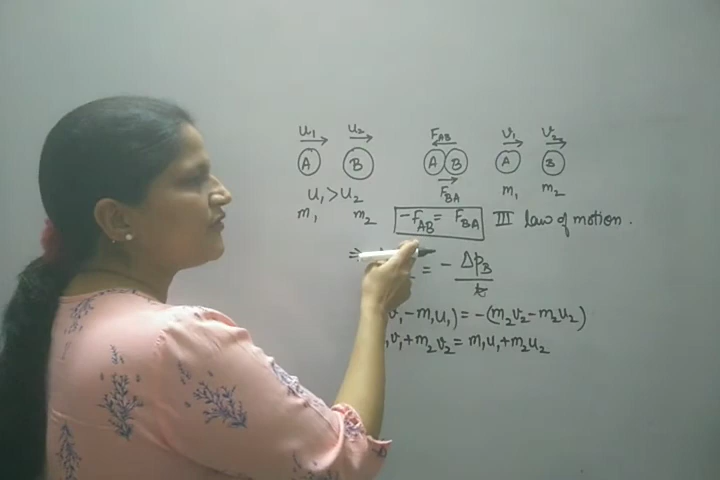 u₁ u₂ F_AB v₁ v₂
A B A B A B
F_BA
u₁ > u₂ m₁ m₂
m₁ m₂ -F_AB = F_BA III law of motion.
= - Δp_B / t
v₁ - m₁u₁) = -(m₂v₂ - m₂u₂)
v₁ + m₂v₂ = m₁u₁ + m₂u₂